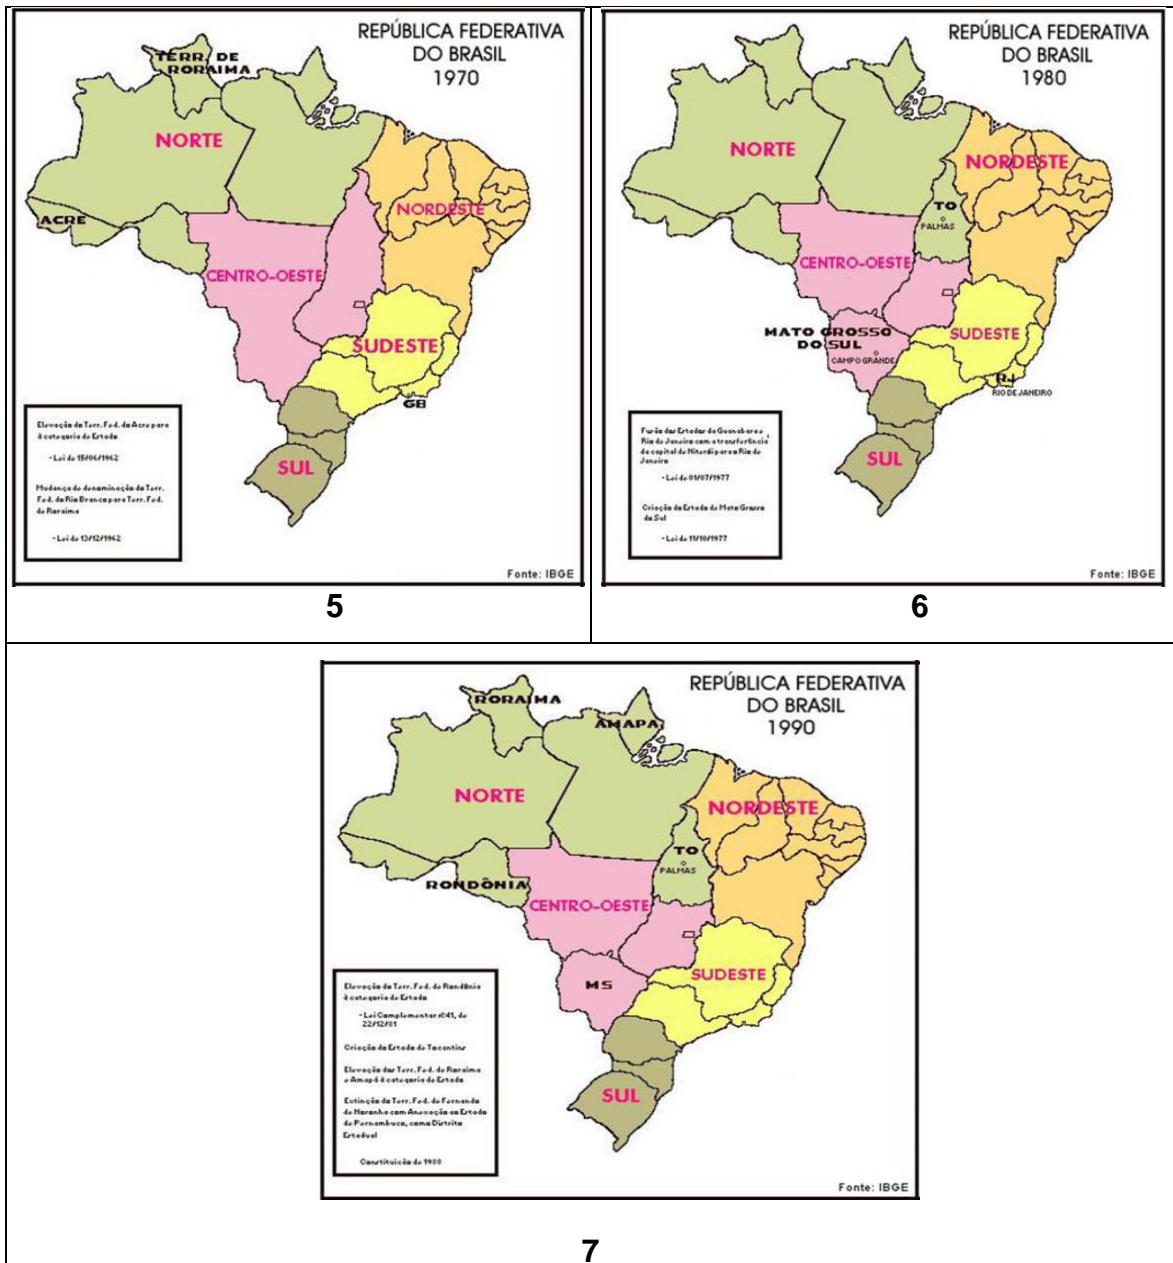 REPÚBLICA FEDERATIVA
DO BRASIL
1970
TERR. DE
RORAIMA
NORTE
ACRE
NORDESTE
CENTRO-OESTE
SUDESTE
GB
SUL
Elevação da Terr. Fed. do Acre para
à categoria de Estado
- Lei de 15/06/1962
Mudança de denominação da Terr.
Fed. do Rio Branco para Terr. Fed.
de Roraima
- Lei de 13/12/1962
Fonte: IBGE
5
REPÚBLICA FEDERATIVA
DO BRASIL
1980
NORTE
NORDESTE
TO
PALMAS
CENTRO-OESTE
MATO GROSSO
DO SUL
CAMPO GRANDE
SUDESTE
RJ
RIO DE JANEIRO
SUL
Fusão dos Estados da Guanabara e
Rio de Janeiro com a transferência
da capital de Niterói para o Rio de
Janeiro
- Lei de 01/07/1977
Criação do Estado do Mato Grosso
do Sul
- Lei de 11/10/1977
Fonte: IBGE
6
REPÚBLICA FEDERATIVA
DO BRASIL
1990
RORAIMA
AMAPA
NORTE
NORDESTE
TO
PALMAS
RONDÔNIA
CENTRO-OESTE
MS
SUDESTE
SUL
Elevação do Terr. Fed. de Rondônia
à categoria de Estado
- Lei Complementar nº41, de
22/12/81
Criação do Estado do Tocantins
Elevação dos Terr. Fed. de Roraima
e Amapá à categoria de Estado
Extinção do Terr. Fed. de Fernando
de Noronha com Anexação ao Estado
de Pernambuco, como Distrito
Estadual
Constituição de 1988
Fonte: IBGE
7